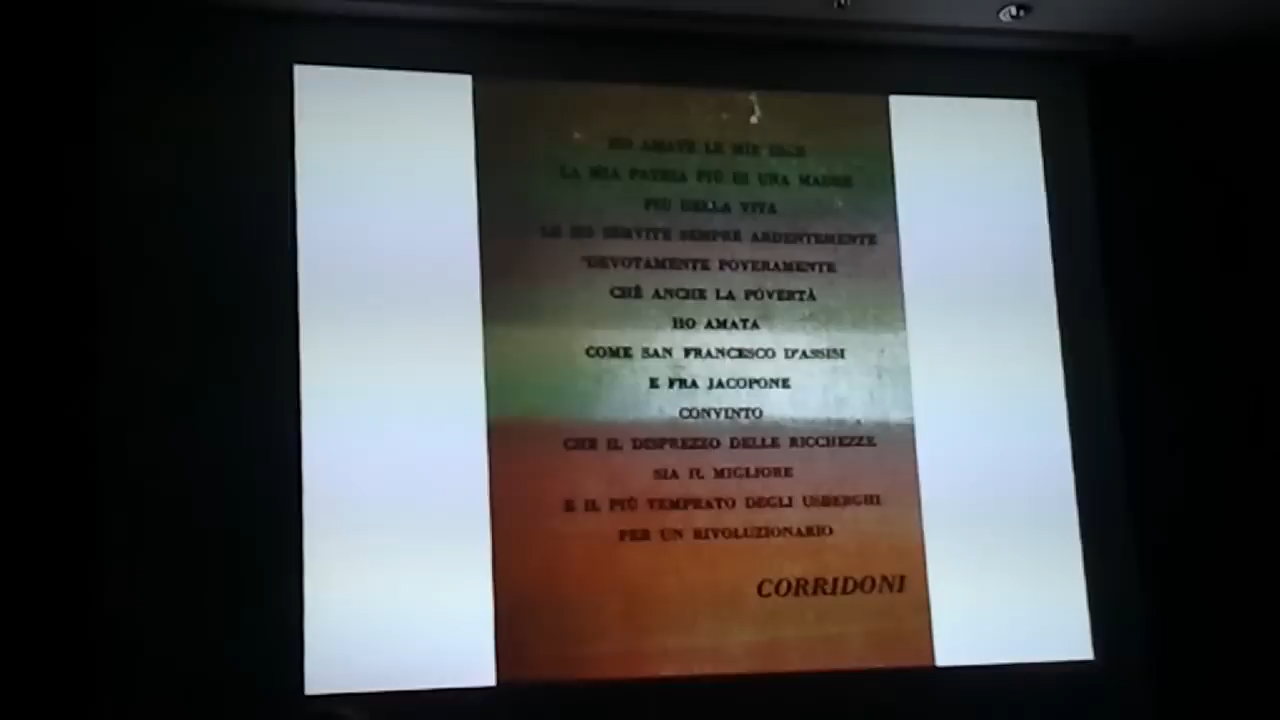 HO AMATE LE MIE IDEE
LA MIA PATRIA PIÙ DI UNA MADRE
PIÙ DELLA VITA
LE HO SERVITE SEMPRE ARDENTEMENTE
DEVOTAMENTE POVERAMENTE
CHÈ ANCHE LA POVERTÀ
HO AMATA
COME SAN FRANCESCO D'ASSISI
E FRA JACOPONE
CONVINTO
CHE IL DISPREZZO DELLE RICCHEZZE
SIA IL MIGLIORE
E IL PIÙ TEMPRATO DEGLI USBERGHI
PER UN RIVOLUZIONARIO
CORRIDONI